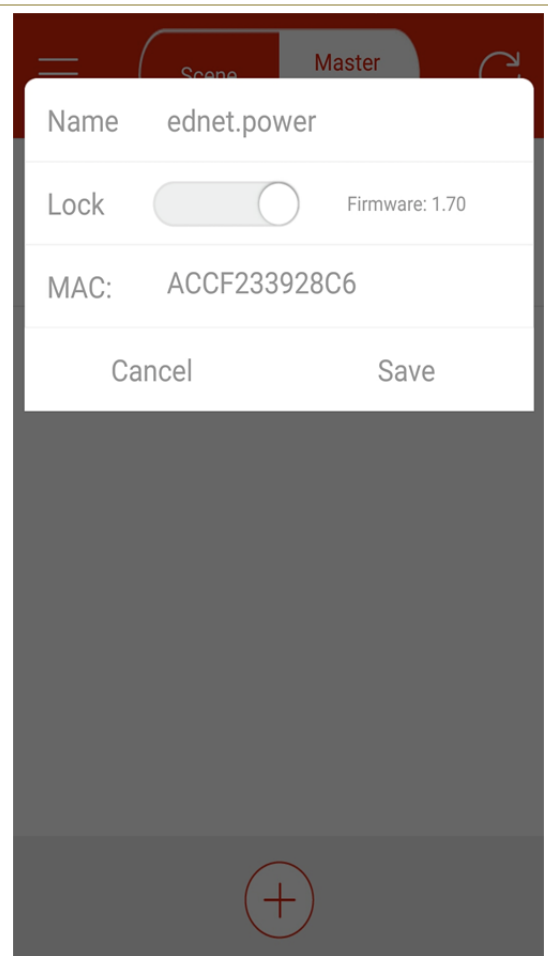 Scene
Master
Name ednet.power
Lock Firmware: 1.70
MAC: ACCF233928C6
Cancel Save